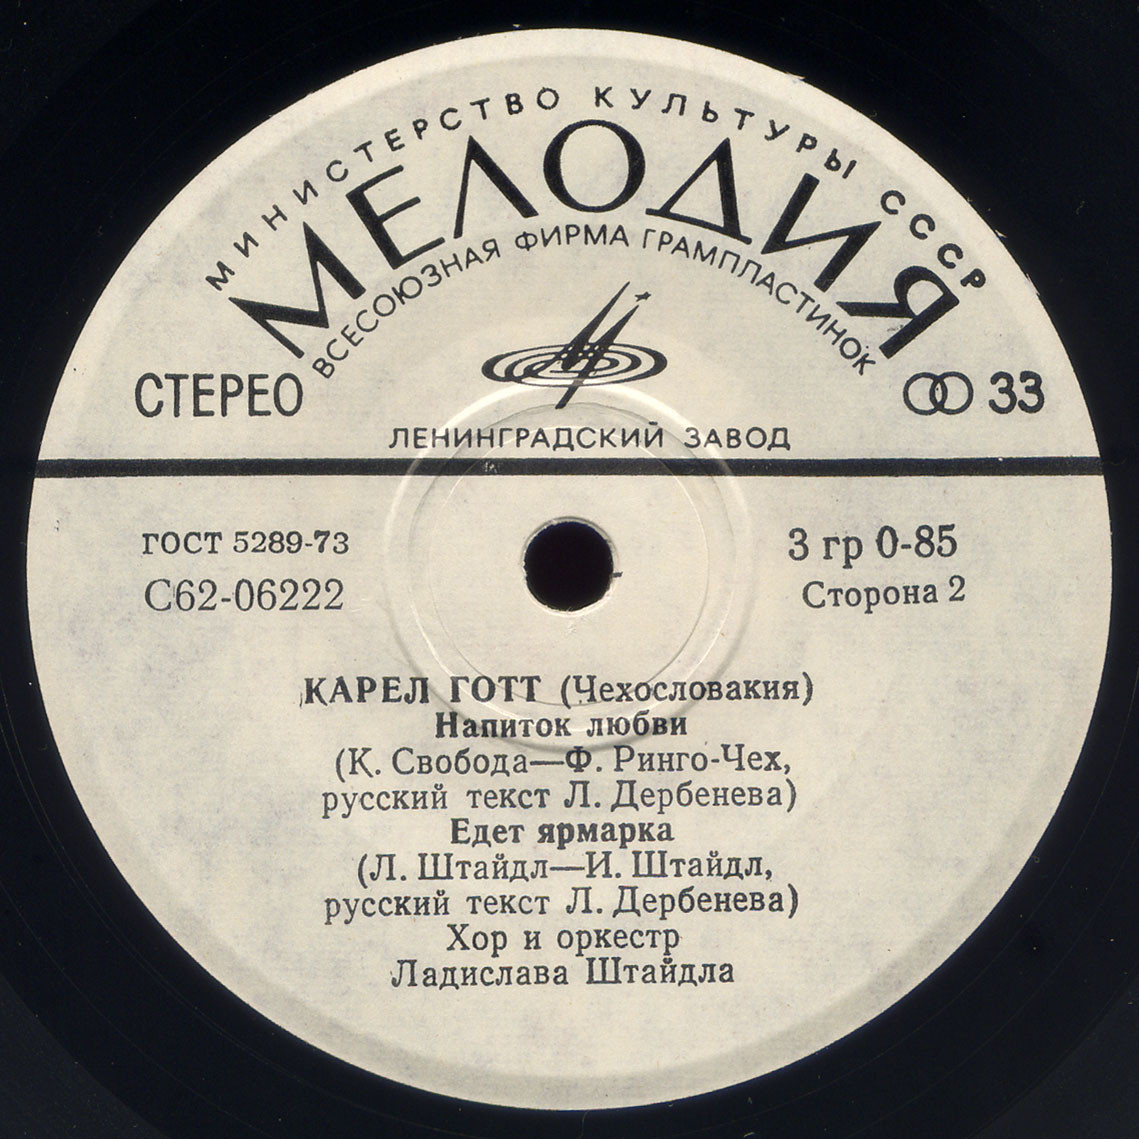 МИНИСТЕРСТВО КУЛЬТУРЫ СССР
МЕЛОДИЯ
ВСЕСОЮЗНАЯ ФИРМА ГРАМПЛАСТИНОК
СТЕРЕО
33
ЛЕНИНГРАДСКИЙ ЗАВОД
ГОСТ 5289-73
3 гр 0-85
С62-06222
Сторона 2
КАРЕЛ ГОТТ (Чехословакия)
Напиток любви
(К. Свобода—Ф. Ринго-Чех,
русский текст Л. Дербенева)
Едет ярмарка
(Л. Штайдл—И. Штайдл,
русский текст Л. Дербенева)
Хор и оркестр
Ладислава Штайдла